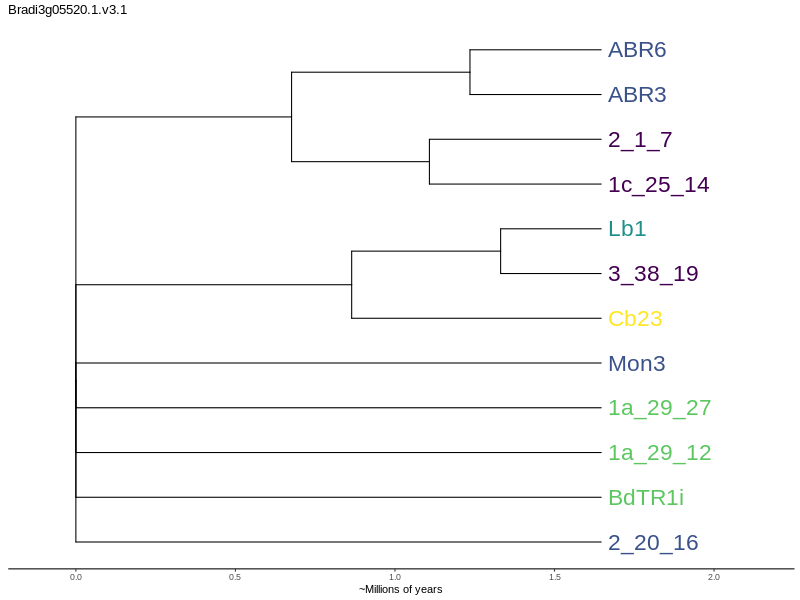 Bradi3g05520.1.v3.1
ABR6
ABR3
2_1_7
1c_25_14
Lb1
3_38_19
Cb23
Mon3
1a_29_27
1a_29_12
BdTR1i
2_20_16
0.0 0.5 1.0 1.5 2.0
~Millions of years